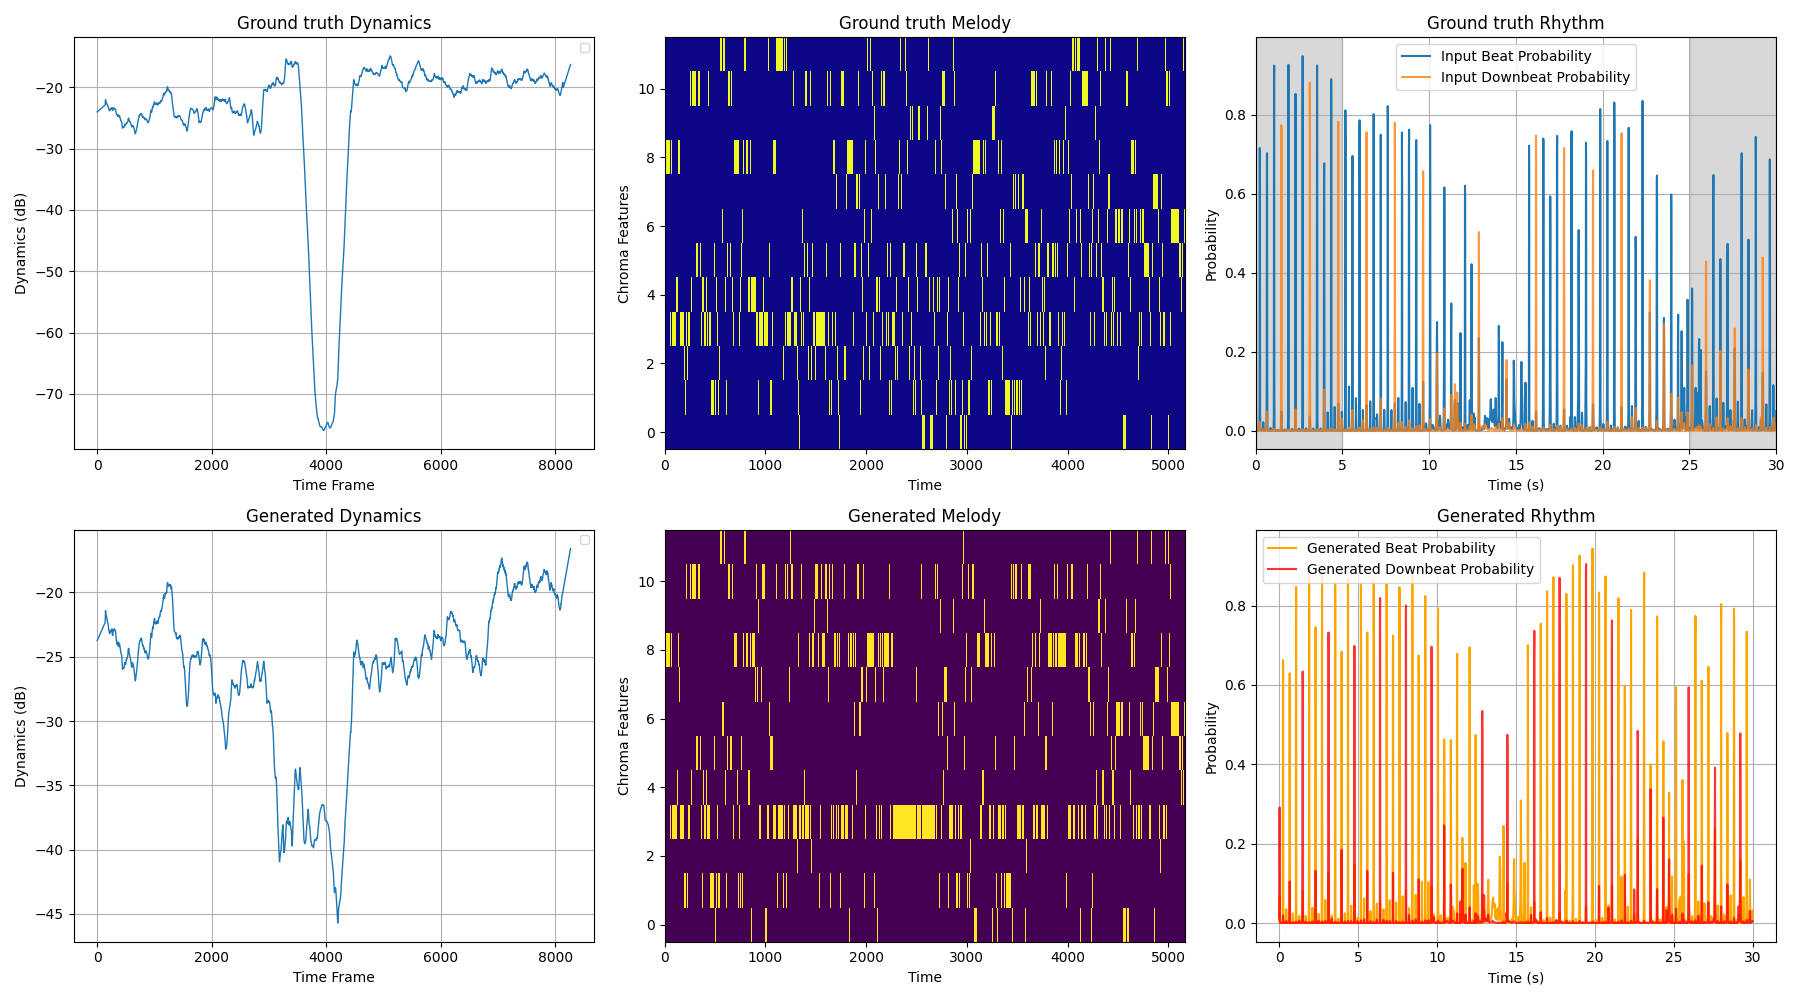 Ground truth Dynamics
Dynamics (dB)
−20
−30
−40
−50
−60
−70
0 2000 4000 6000 8000
Time Frame
Ground truth Melody
Chroma Features
10
8
6
4
2
0
0 1000 2000 3000 4000 5000
Time
Ground truth Rhythm
Input Beat Probability
Input Downbeat Probability
Probability
0.8
0.6
0.4
0.2
0.0
0 5 10 15 20 25 30
Time (s)
Generated Dynamics
Dynamics (dB)
−20
−25
−30
−35
−40
−45
0 2000 4000 6000 8000
Time Frame
Generated Melody
Chroma Features
10
8
6
4
2
0
0 1000 2000 3000 4000 5000
Time
Generated Rhythm
Generated Beat Probability
Generated Downbeat Probability
Probability
0.8
0.6
0.4
0.2
0.0
0 5 10 15 20 25 30
Time (s)